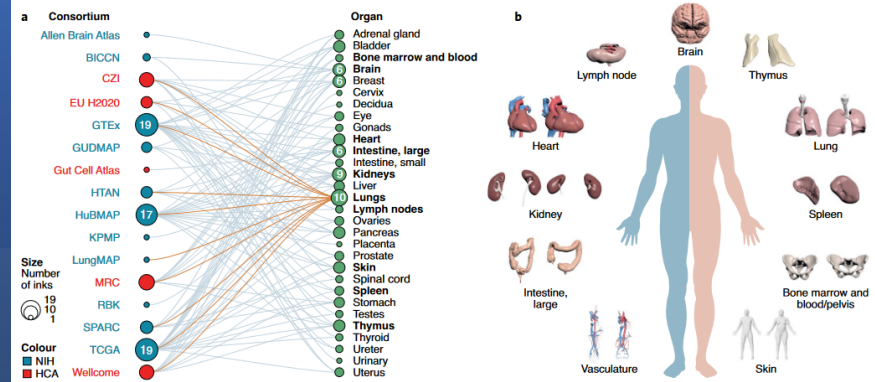 a
Consortium
Organ
Allen Brain Atlas
BICCN
CZI
EU H2020
GTEx
GUDMAP
Gut Cell Atlas
HTAN
HuBMAP
KPMP
LungMAP
MRC
RBK
SPARC
TCGA
Wellcome
19
17
19
Size
Number
of inks
19
10
1
Colour
NIH
HCA
Adrenal gland
Bladder
Bone marrow and blood
6 Brain
6 Breast
Cervix
Decidua
Eye
Gonads
Heart
6 Intestine, large
Intestine, small
9 Kidneys
Liver
10 Lungs
Lymph nodes
Ovaries
Pancreas
Placenta
Prostate
Skin
Spinal cord
Spleen
Stomach
Testes
Thymus
Thyroid
Ureter
Urinary
Uterus
b
Brain
Lymph node
Thymus
Heart
Lung
Kidney
Spleen
Intestine,
large
Bone marrow and
blood/pelvis
Vasculature
Skin